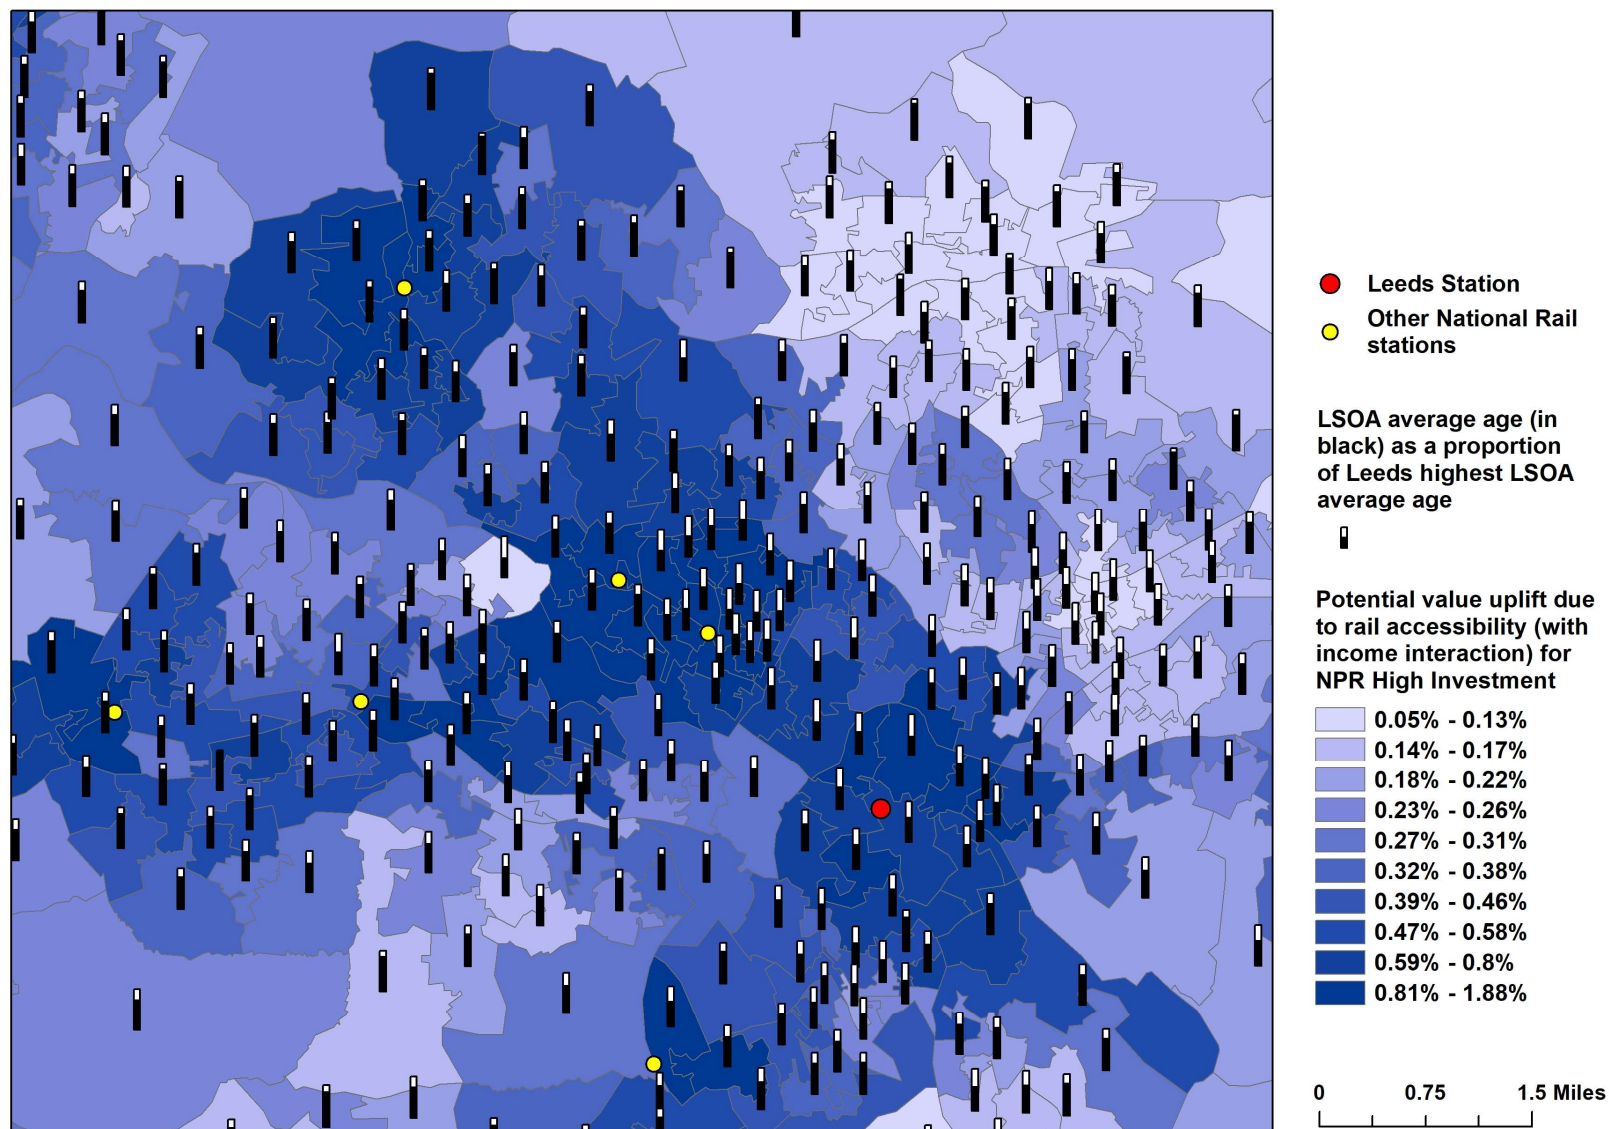 Leeds Station
Other National Rail
stations
LSOA average age (in
black) as a proportion
of Leeds highest LSOA
average age
Potential value uplift due
to rail accessibility (with
income interaction) for
NPR High Investment
0.05% - 0.13%
0.14% - 0.17%
0.18% - 0.22%
0.23% - 0.26%
0.27% - 0.31%
0.32% - 0.38%
0.39% - 0.46%
0.47% - 0.58%
0.59% - 0.8%
0.81% - 1.88%
0 0.75 1.5 Miles